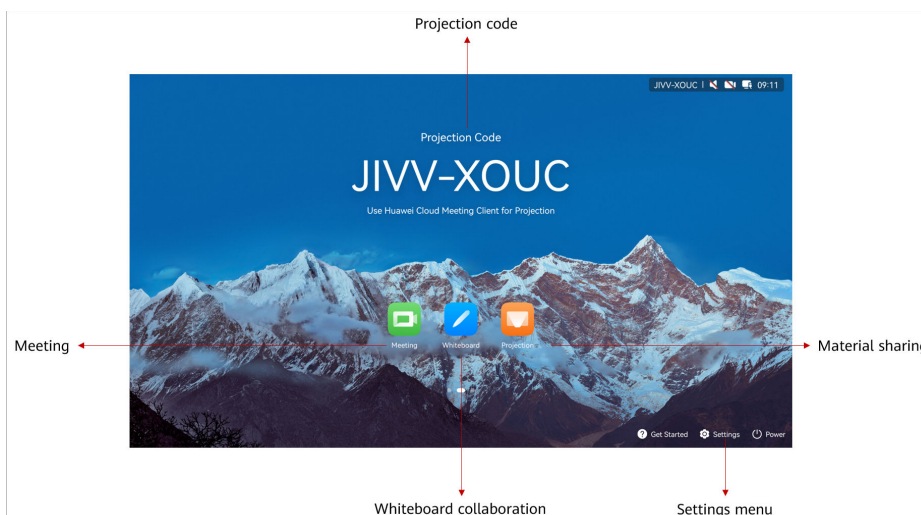 Projection code
JIVV-XOUC
09:11
Projection Code
JIVV-XOUC
Use Huawei Cloud Meeting Client for Projection
Meeting
Meeting Whiteboard Projection
Material sharing
Get Started Settings Power
Whiteboard collaboration
Settings menu